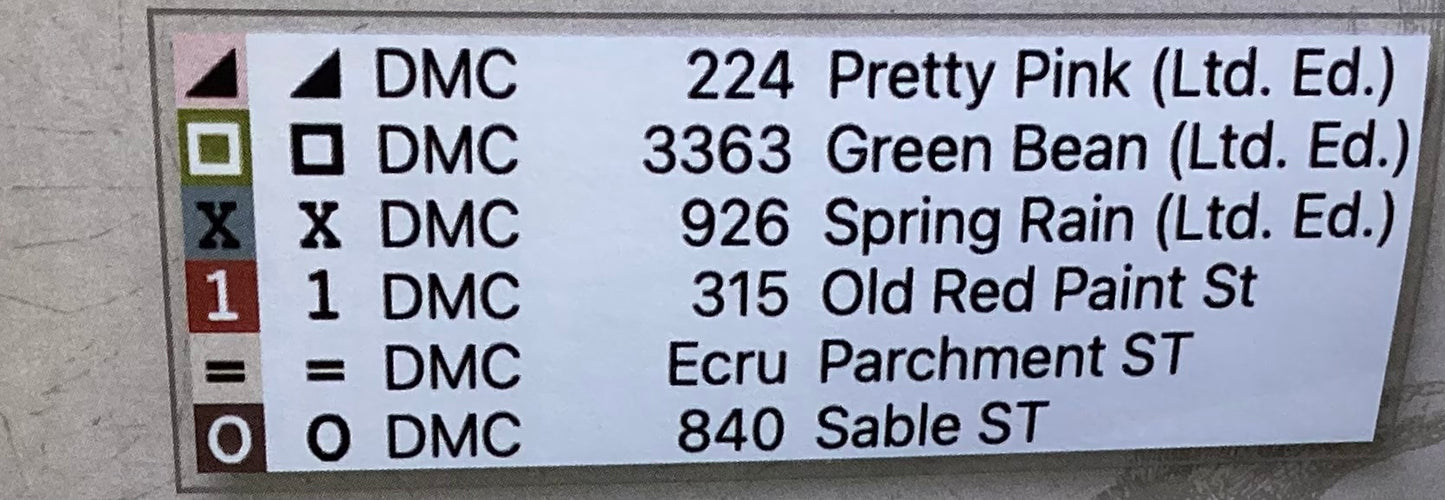 ◢ ◢ DMC 224 Pretty Pink (Ltd. Ed.)
□ □ DMC 3363 Green Bean (Ltd. Ed.)
X X DMC 926 Spring Rain (Ltd. Ed.)
1 1 DMC 315 Old Red Paint St
= = DMC Ecru Parchment ST
O O DMC 840 Sable ST